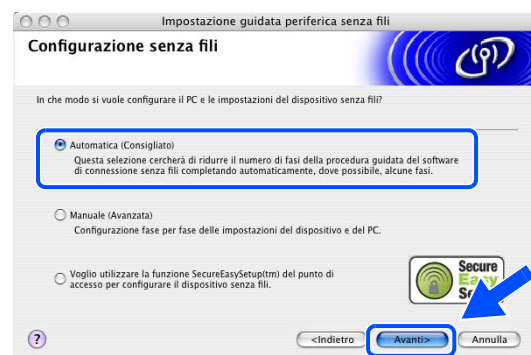 Impostazione guidata periferica senza fili
Configurazione senza fili
In che modo si vuole configurare il PC e le impostazioni del dispositivo senza fili?
Automatica (Consigliato)
Questa selezione cercherà di ridurre il numero di fasi della procedura guidata del software
di connessione senza fili completando automaticamente, dove possibile, alcune fasi.
Manuale (Avanzata)
Configurazione fase per fase delle impostazioni del dispositivo e del PC.
Voglio utilizzare la funzione SecureEasySetup(tm) del punto di
accesso per configurare il dispositivo senza fili.
Secure
Easy
?
<Indietro
Avanti>
Annulla